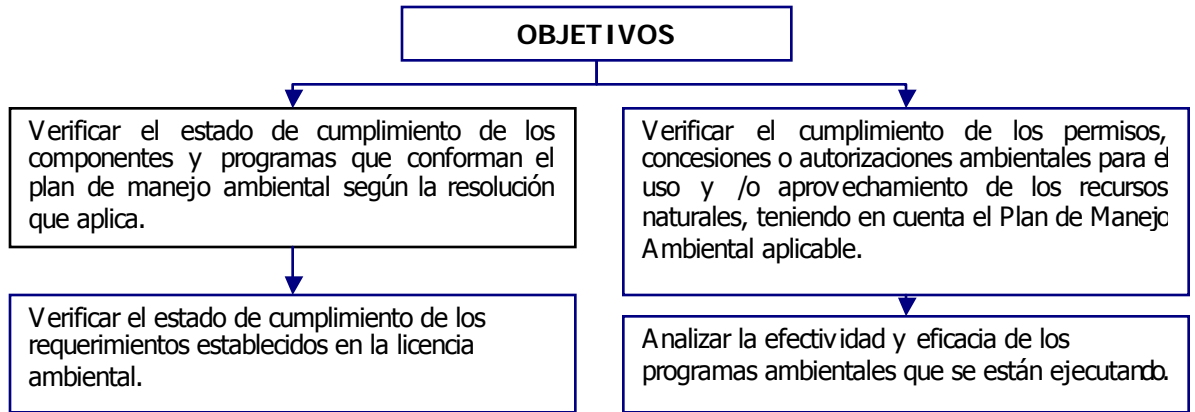 OBJETIVOS
Verificar el estado de cumplimiento de los
componentes y programas que conforman el
plan de manejo ambiental según la resolución
que aplica.
Verificar el cumplimiento de los permisos,
concesiones o autorizaciones ambientales para el
uso y /o aprovechamiento de los recursos
naturales, teniendo en cuenta el Plan de Manejo
Ambiental aplicable.
Verificar el estado de cumplimiento de los
requerimientos establecidos en la licencia
ambiental.
Analizar la efectividad y eficacia de los
programas ambientales que se están ejecutando.